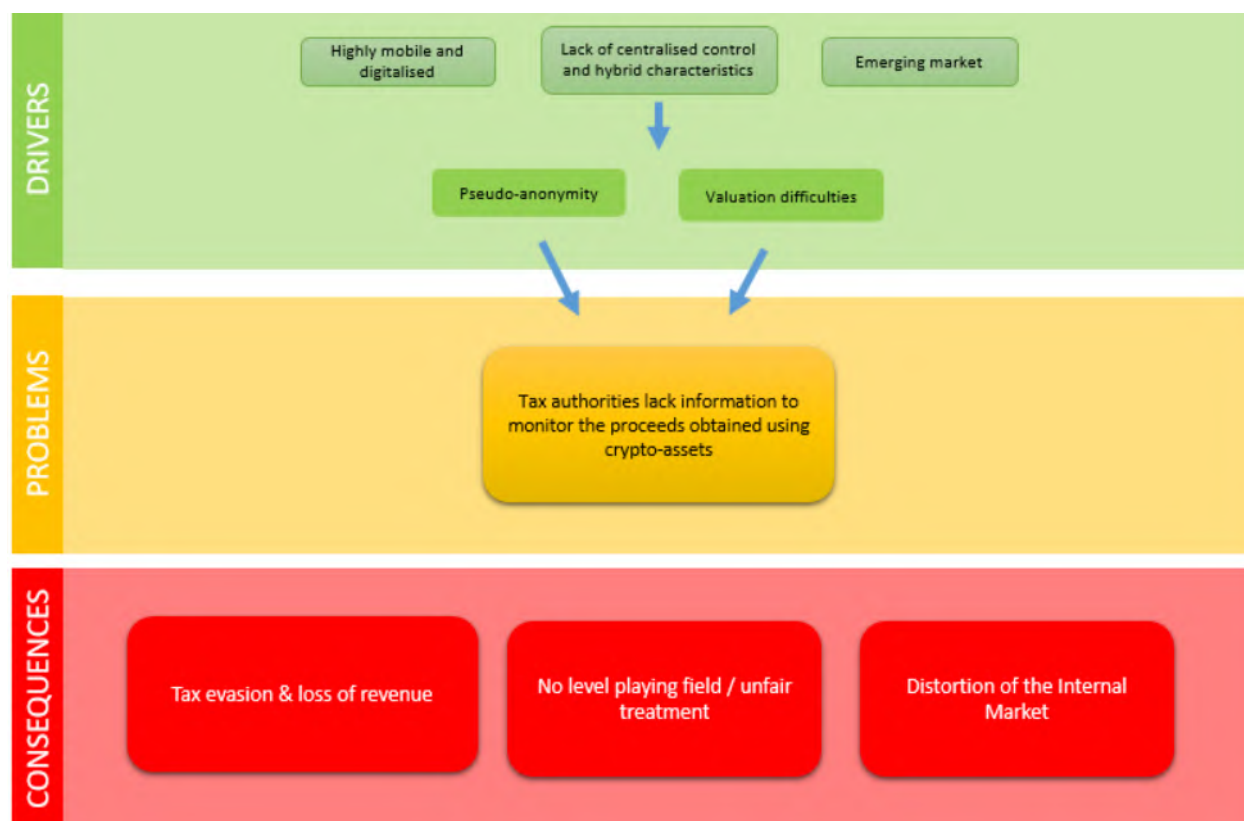 DRIVERS
Highly mobile and
digitalised
Lack of centralised control
and hybrid characteristics
Emerging market
Pseudo-anonymity
Valuation difficulties
PROBLEMS
Tax authorities lack information to
monitor the proceeds obtained using
crypto-assets
CONSEQUENCES
Tax evasion & loss of revenue
No level playing field / unfair
treatment
Distortion of the Internal
Market